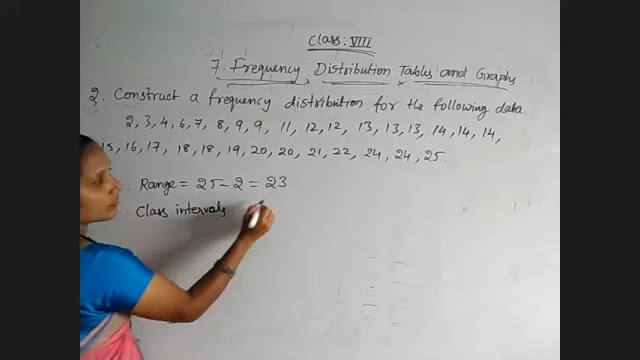 Class: VIII
7. Frequency Distribution Tables and Graphs
2. Construct a frequency distribution for the following data.
2, 3, 4, 6, 7, 8, 9, 9, 11, 12, 12, 13, 13, 13, 14, 14, 14,
15, 16, 17, 18, 18, 19, 20, 20, 21, 22, 24, 24, 25.
Range = 25 - 2 = 23
Class intervals